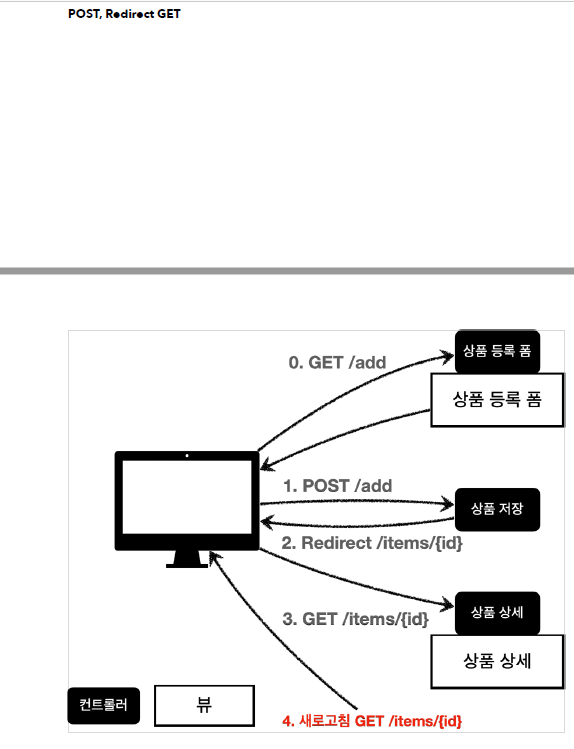 POST, Redirect GET
상품 등록 폼
0. GET /add
상품 등록 폼
1. POST /add
상품 저장
2. Redirect /items/{id}
상품 상세
3. GET /items/{id}
상품 상세
컨트롤러
뷰
4. 새로고침 GET /items/{id}